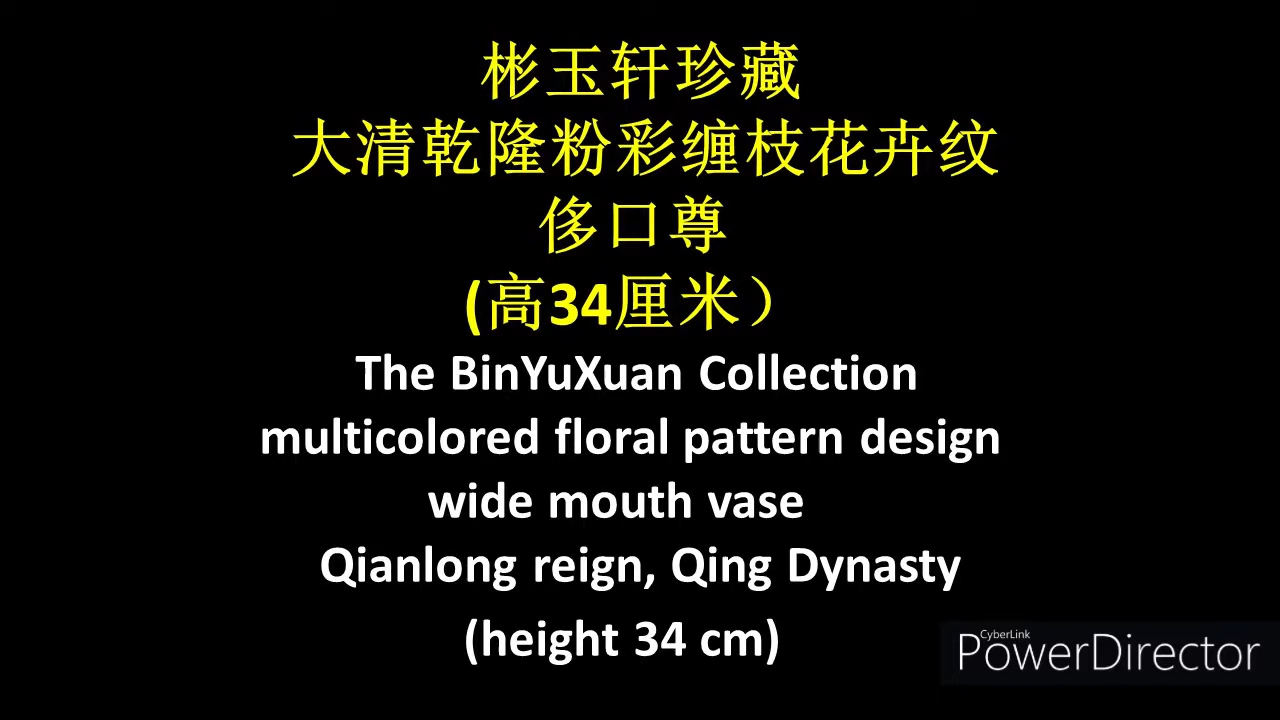 彬玉轩珍藏
大清乾隆粉彩缠枝花卉纹
侈口尊
(高34厘米）
The BinYuXuan Collection
multicolored floral pattern design
wide mouth vase
Qianlong reign, Qing Dynasty
(height 34 cm)
CyberLink
PowerDirector